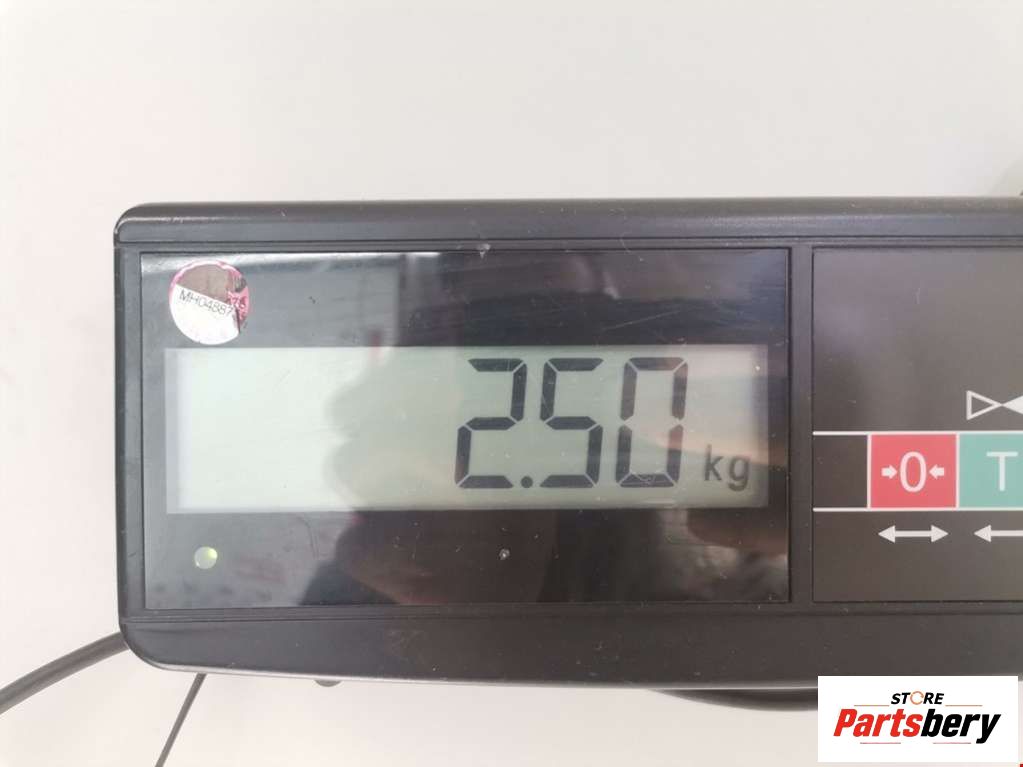 2.50 kg
0
T
STORE
Partsbery